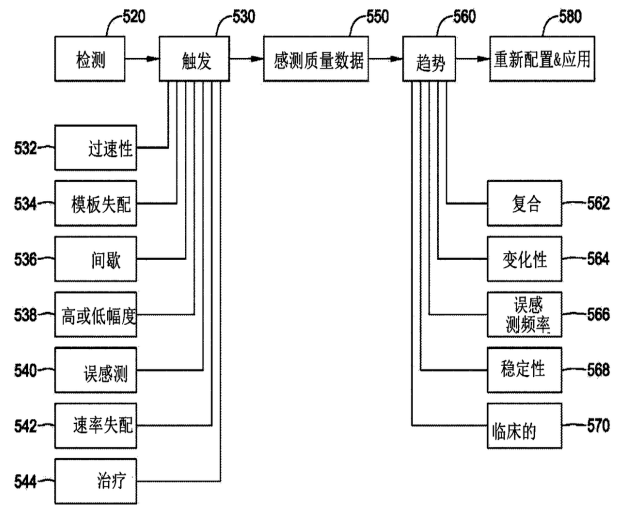 520
530
550
560
580
检测
触发
感测质量数据
趋势
重新配置&应用
532
过速性
534
模板失配
536
间歇
538
高或低幅度
540
误感测
542
速率失配
544
治疗
复合
562
变化性
564
误感
测频率
566
稳定性
568
临床的
570